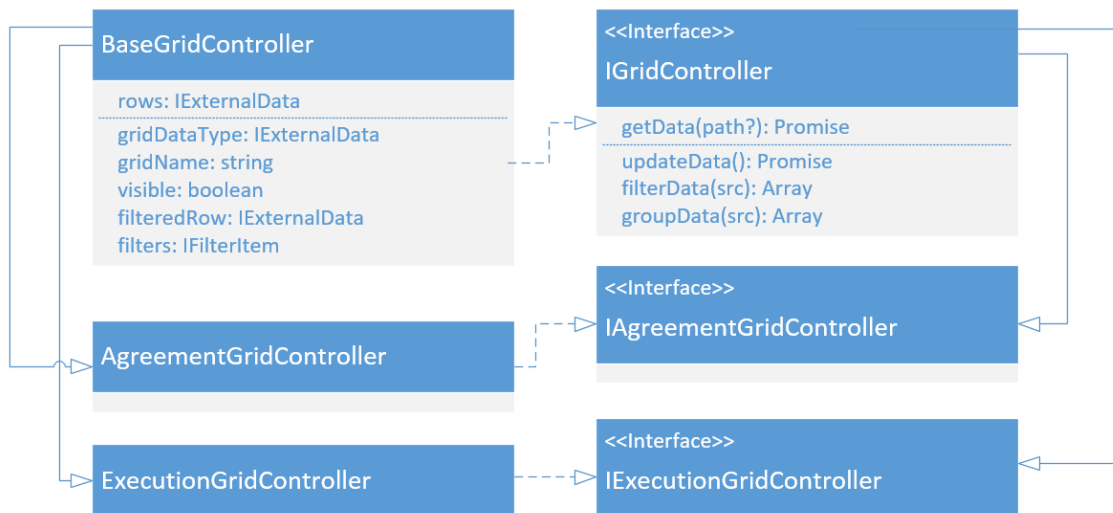 BaseGridController
rows: IExternalData
gridDataType: IExternalData
gridName: string
visible: boolean
filteredRow: IExternalData
filters: IFilterItem
<<Interface>>
IGridController
getData(path?): Promise
updateData(): Promise
filterData(src): Array
groupData(src): Array
AgreementGridController
<<Interface>>
IAgreementGridController
ExecutionGridController
<<Interface>>
IExecutionGridController